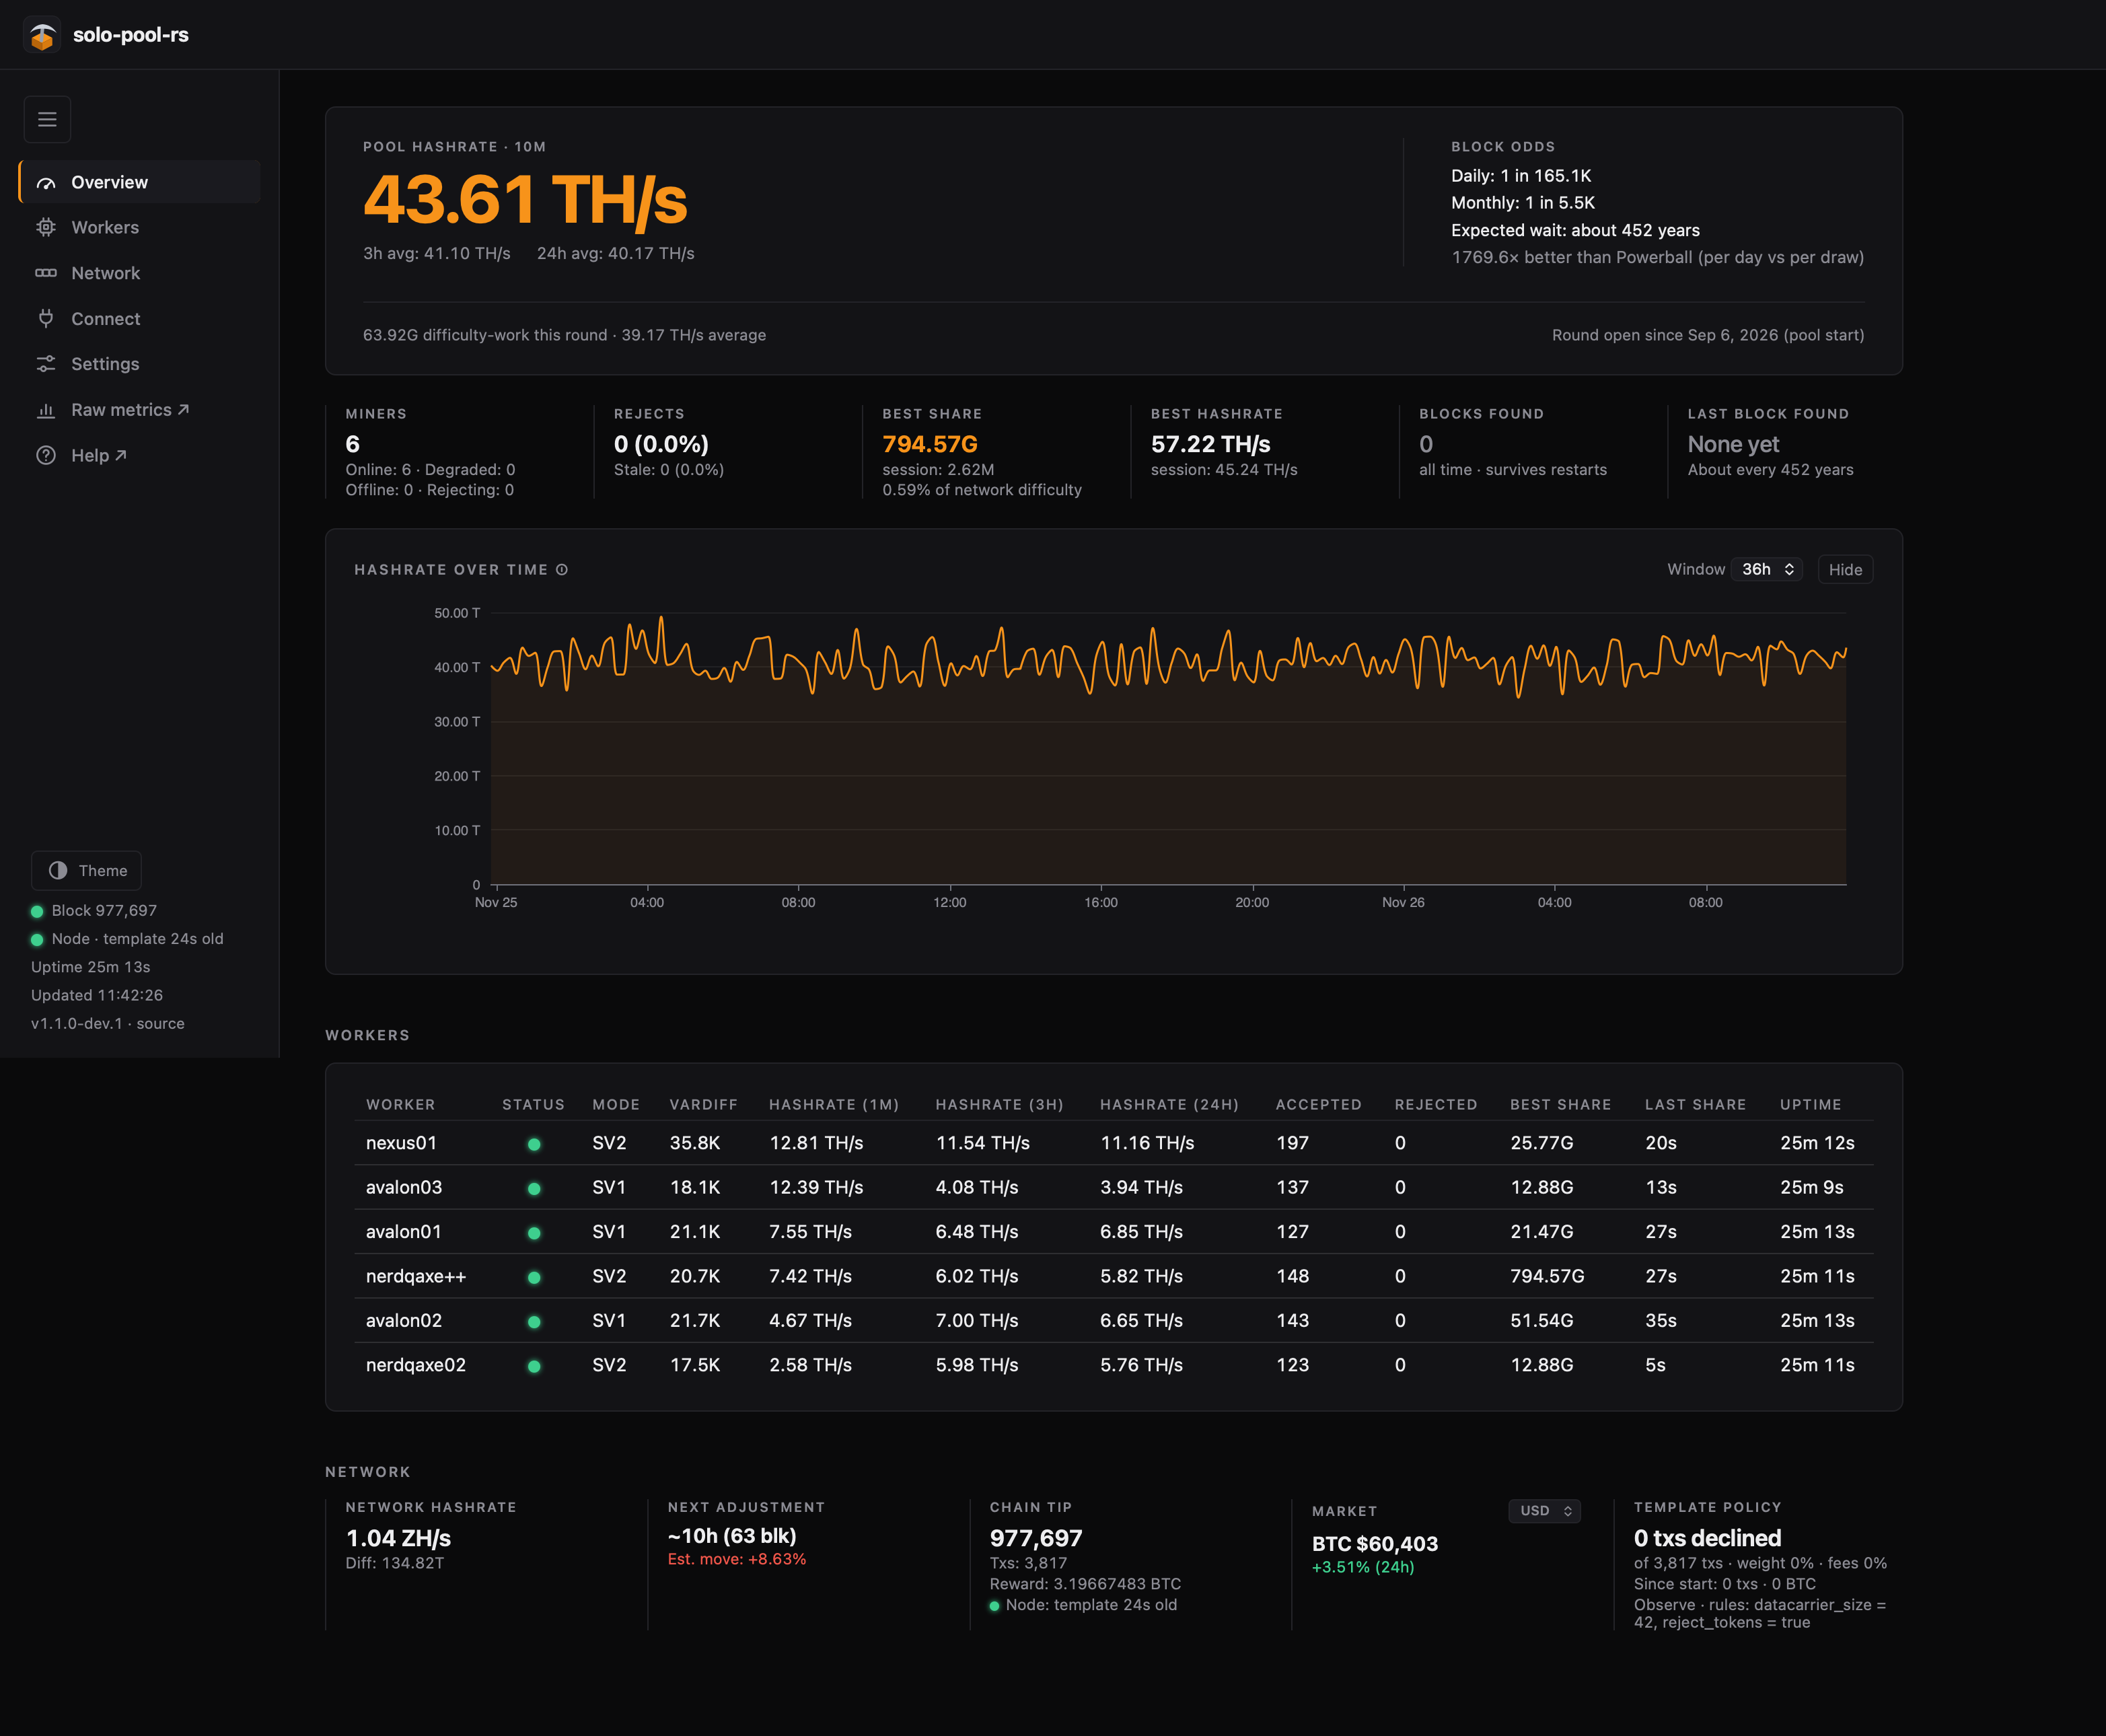 solo-pool-rs
Overview
Workers
Network
Connect
Settings
Raw metrics ↗
Help ↗
Theme
Block 977,697
Node · template 24s old
Uptime 25m 13s
Updated 11:42:26
v1.1.0-dev.1 · source
POOL HASHRATE · 10M
43.61 TH/s
3h avg: 41.10 TH/s 24h avg: 40.17 TH/s
BLOCK ODDS
Daily: 1 in 165.1K
Monthly: 1 in 5.5K
Expected wait: about 452 years
1769.6× better than Powerball (per day vs per draw)
63.92G difficulty-work this round · 39.17 TH/s average
Round open since Sep 6, 2026 (pool start)
MINERS
6
Online: 6 · Degraded: 0
Offline: 0 · Rejecting: 0
REJECTS
0 (0.0%)
Stale: 0 (0.0%)
BEST SHARE
794.57G
session: 2.62M
0.59% of network difficulty
BEST HASHRATE
57.22 TH/s
session: 45.24 TH/s
BLOCKS FOUND
0
all time · survives restarts
LAST BLOCK FOUND
None yet
About every 452 years
HASHRATE OVER TIME
Window 36h Hide
50.00 T
40.00 T
30.00 T
20.00 T
10.00 T
0
Nov 25 04:00 08:00 12:00 16:00 20:00 Nov 26 04:00 08:00
WORKERS
WORKER STATUS MODE VARDIFF HASHRATE (1M) HASHRATE (3H) HASHRATE (24H) ACCEPTED REJECTED BEST SHARE LAST SHARE UPTIME
nexus01 SV2 35.8K 12.81 TH/s 11.54 TH/s 11.16 TH/s 197 0 25.77G 20s 25m 12s
avalon03 SV1 18.1K 12.39 TH/s 4.08 TH/s 3.94 TH/s 137 0 12.88G 13s 25m 9s
avalon01 SV1 21.1K 7.55 TH/s 6.48 TH/s 6.85 TH/s 127 0 21.47G 27s 25m 13s
nerdqaxe++ SV2 20.7K 7.42 TH/s 6.02 TH/s 5.82 TH/s 148 0 794.57G 27s 25m 11s
avalon02 SV1 21.7K 4.67 TH/s 7.00 TH/s 6.65 TH/s 143 0 51.54G 35s 25m 13s
nerdqaxe02 SV2 17.5K 2.58 TH/s 5.98 TH/s 5.76 TH/s 123 0 12.88G 5s 25m 11s
NETWORK
NETWORK HASHRATE
1.04 ZH/s
Diff: 134.82T
NEXT ADJUSTMENT
~10h (63 blk)
Est. move: +8.63%
CHAIN TIP
977,697
Txs: 3,817
Reward: 3.19667483 BTC
Node: template 24s old
MARKET USD
BTC $60,403
+3.51% (24h)
TEMPLATE POLICY
0 txs declined
of 3,817 txs · weight 0% · fees 0%
Since start: 0 txs · 0 BTC
Observe · rules: datacarrier_size =
42, reject_tokens = true